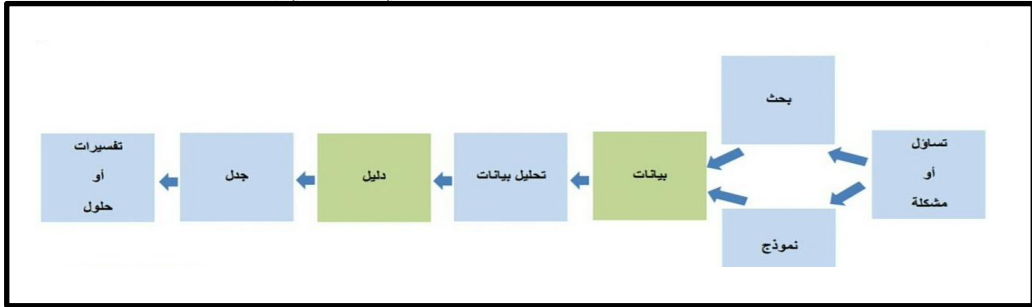 تساؤل
أو
مشكلة
بحث
نموذج
بيانات
تحليل بيانات
دليل
جدل
تفسيرات
أو
حلول